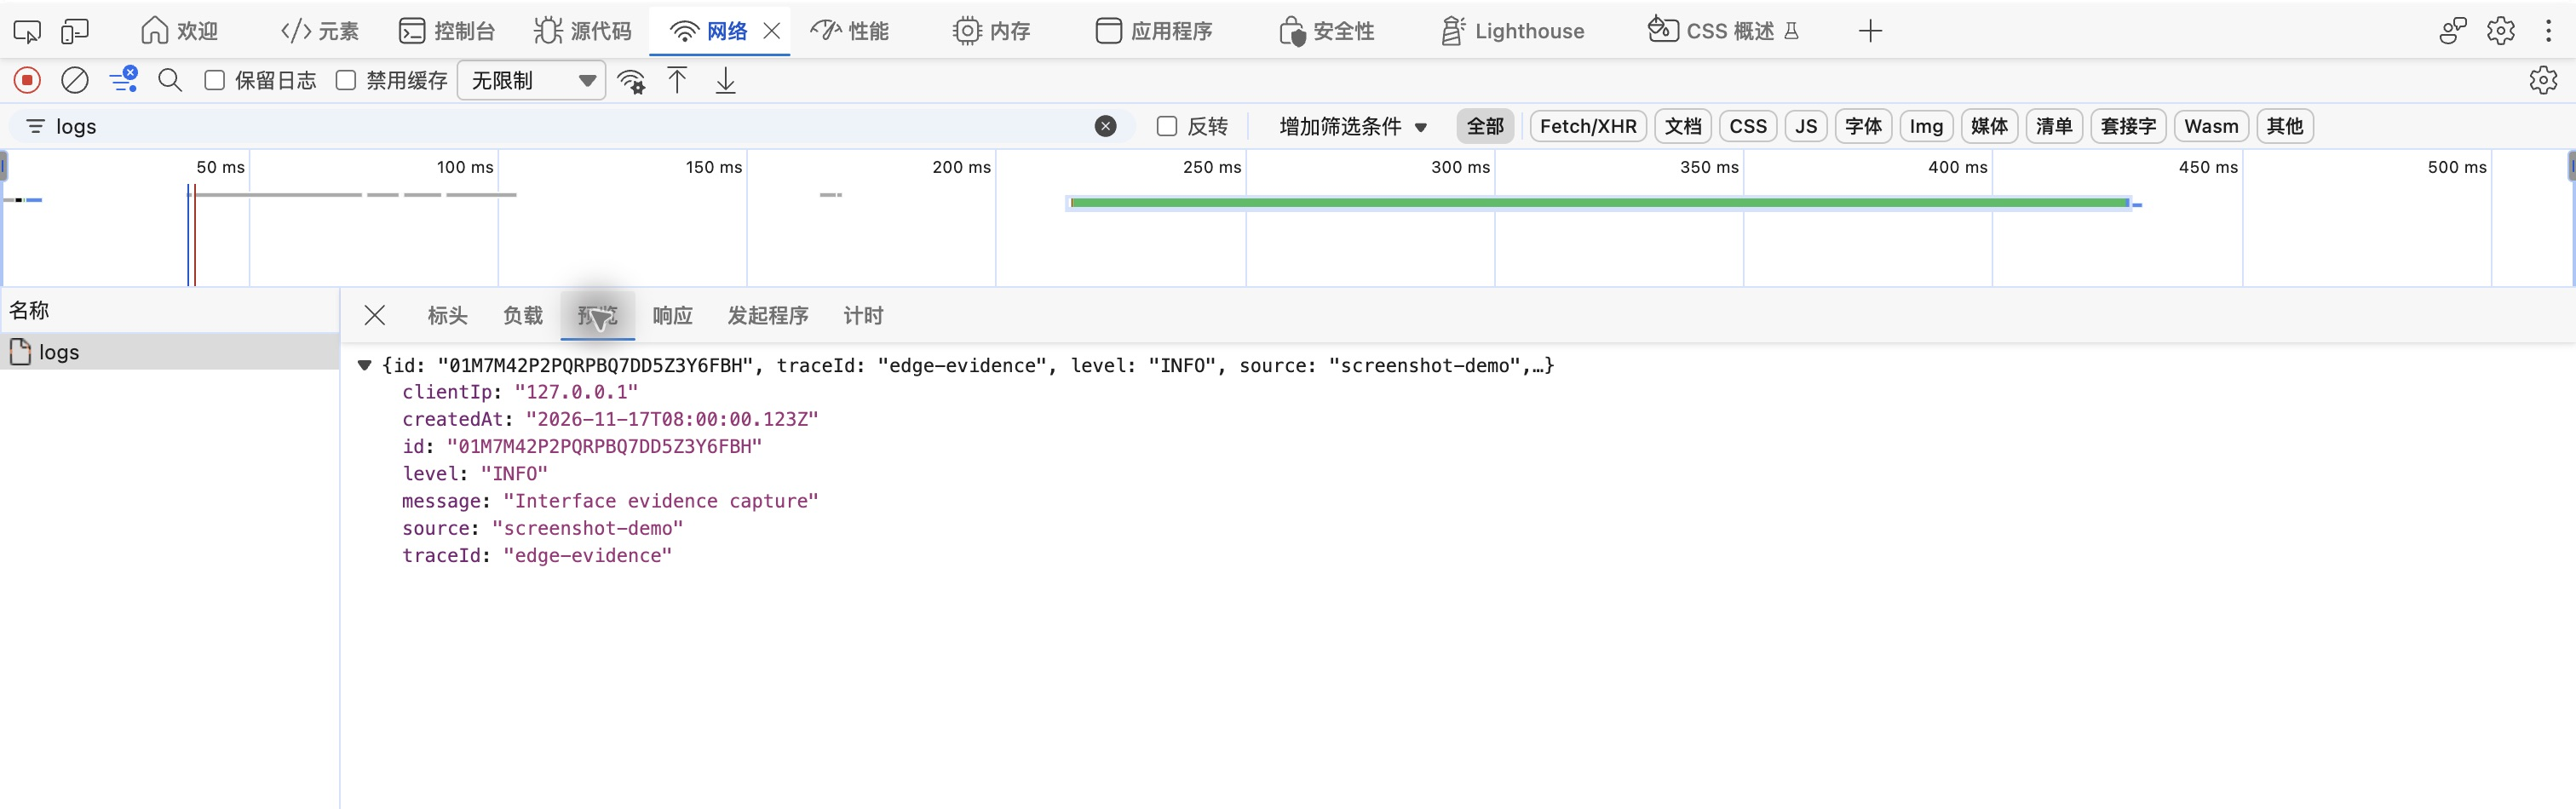 欢迎 元素 控制台 源代码 网络 性能 内存 应用程序 安全性 Lighthouse CSS 概述
保留日志 禁用缓存 无限制
logs 反转 增加筛选条件 全部 Fetch/XHR 文档 CSS JS 字体 Img 媒体 清单 套接字 Wasm 其他
50 ms 100 ms 150 ms 200 ms 250 ms 300 ms 350 ms 400 ms 450 ms 500 ms
名称 标头 负载 预览 响应 发起程序 计时
logs
{id: "01M7M42P2PQRPBQ7DD5Z3Y6FBH", traceId: "edge-evidence", level: "INFO", source: "screenshot-demo",…}
clientIp: "127.0.0.1"
createdAt: "2026-11-17T08:00:00.123Z"
id: "01M7M42P2PQRPBQ7DD5Z3Y6FBH"
level: "INFO"
message: "Interface evidence capture"
source: "screenshot-demo"
traceId: "edge-evidence"